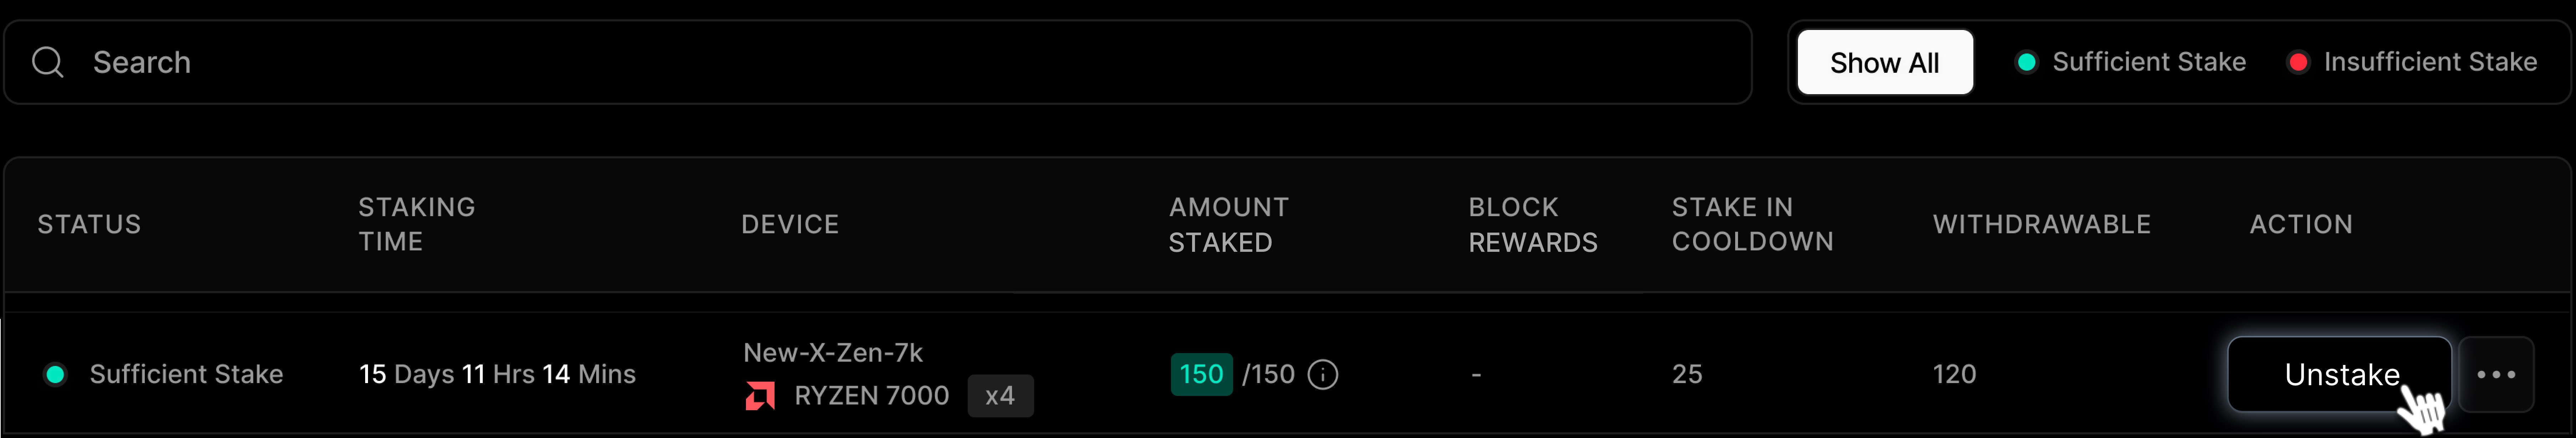 Search
Show All
Sufficient Stake
Insufficient Stake
STATUS
STAKING
TIME
DEVICE
AMOUNT
STAKED
BLOCK
REWARDS
STAKE IN
COOLDOWN
WITHDRAWABLE
ACTION
Sufficient Stake
15 Days 11 Hrs 14 Mins
New-X-Zen-7k
RYZEN 7000 x4
150 /150
-
25
120
Unstake